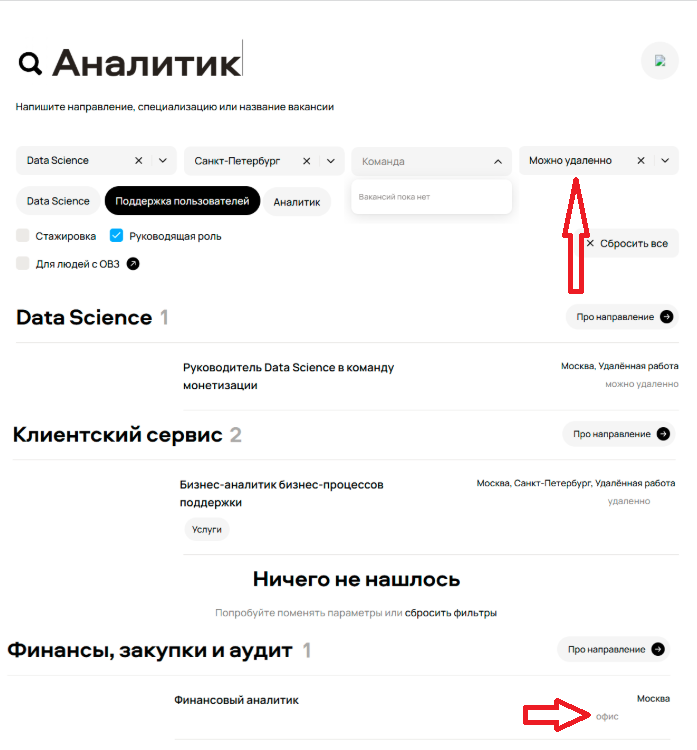 Аналитик
Напишите направление, специализацию или название вакансии
Data Science
Санкт-Петербург
Команда
Можно удаленно
Data Science
Поддержка пользователей
Аналитик
Вакансий пока нет
Стажировка
Руководящая роль
Сбросить все
Для людей с ОВЗ
Data Science 1
Про направление
Руководитель Data Science в команду
монетизации
Москва, Удалённая работа
можно удаленно
Клиентский сервис 2
Про направление
Бизнес-аналитик бизнес-процессов
поддержки
Москва, Санкт-Петербург, Удалённая работа
удаленно
Услуги
Ничего не нашлось
Попробуйте поменять параметры или сбросить фильтры
Финансы, закупки и аудит 1
Про направление
Финансовый аналитик
Москва
офис